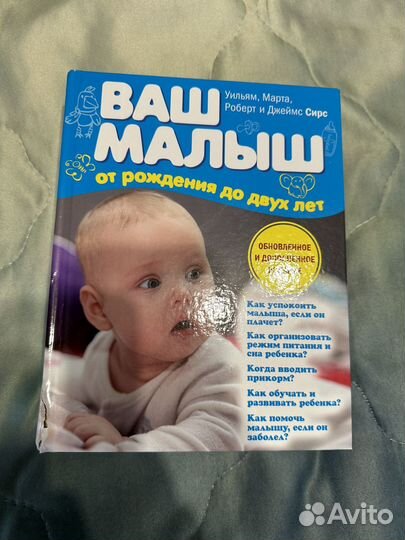 Уильям, Марта,
Роберт и Джеймс Сирс
ВАШ
МАЛЫШ
от рождения до двух лет
ОБНОВЛЕННОЕ
И ДОПОЛНЕННОЕ
Как успокоить
малыша, если он
плачет?
Как организовать
режим питания и
сна ребенка?
Когда вводить
прикорм?
Как обучать и
развивать ребенка?
Как помочь
малышу, если он
заболел?
Avito